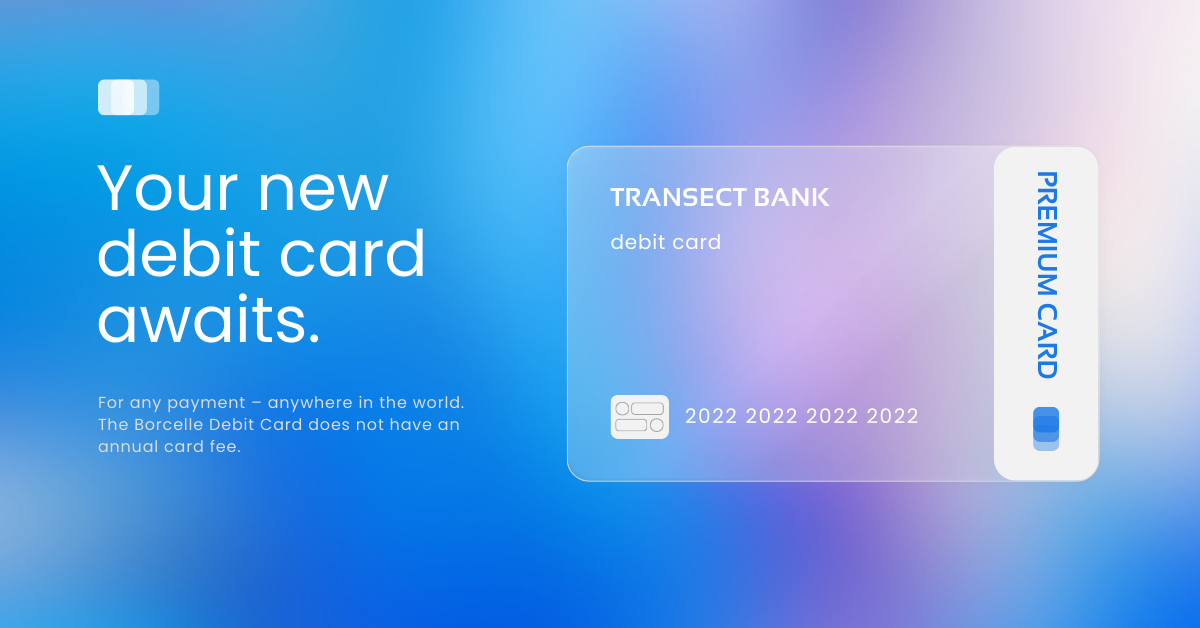 Your new
debit card
awaits.
For any payment – anywhere in the world.
The Borcelle Debit Card does not have an
annual card fee.
TRANSECT BANK
debit card
2022 2022 2022 2022
PREMIUM CARD